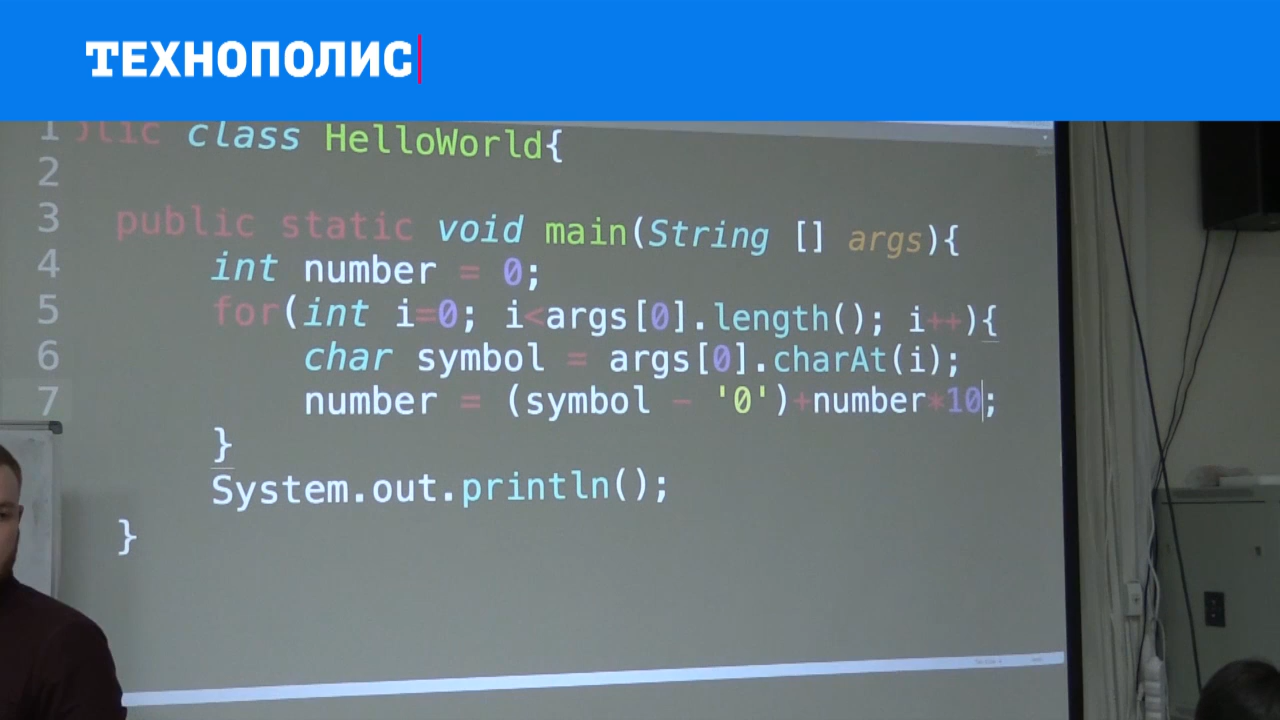 ТЕХНОПОЛИС
1 class HelloWorld{
2
3 public static void main(String [] args){
4 int number = 0;
5 for(int i=0; i<args[0].length(); i++){
6 char symbol = args[0].charAt(i);
7 number = (symbol - '0')+number*10;
}
System.out.println();
}